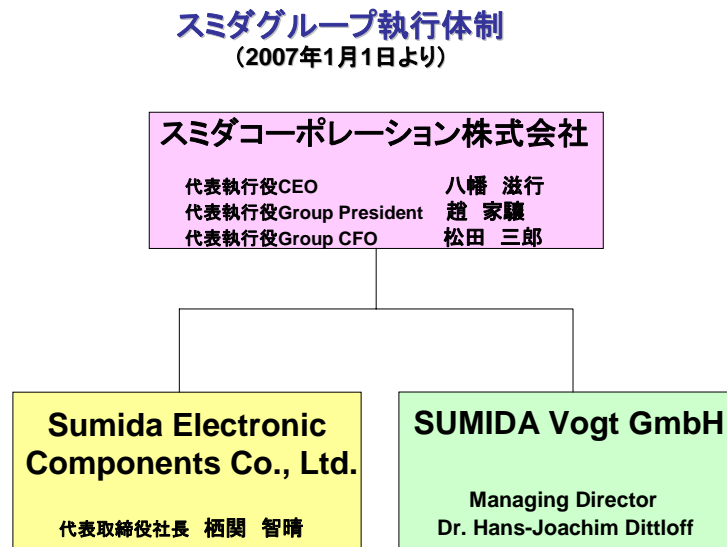 スミダグループ執行体制
（2007年1月1日より）
スミダコーポレーション株式会社
代表執行役CEO 八幡 滋行
代表執行役Group President 趙 家驤
代表執行役Group CFO 松田 三郎
Sumida Electronic
Components Co., Ltd.
代表取締役社長 栖関 智晴
SUMIDA Vogt GmbH
Managing Director
Dr. Hans-Joachim Dittloff